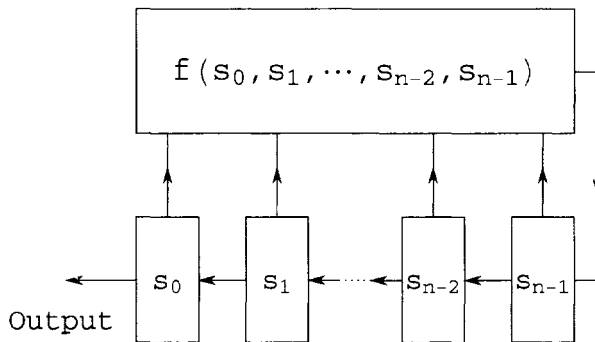 f(s₀,s₁,⋯,sₙ₋₂,sₙ₋₁)
s₀ s₁ ····· sₙ₋₂ sₙ₋₁
Output